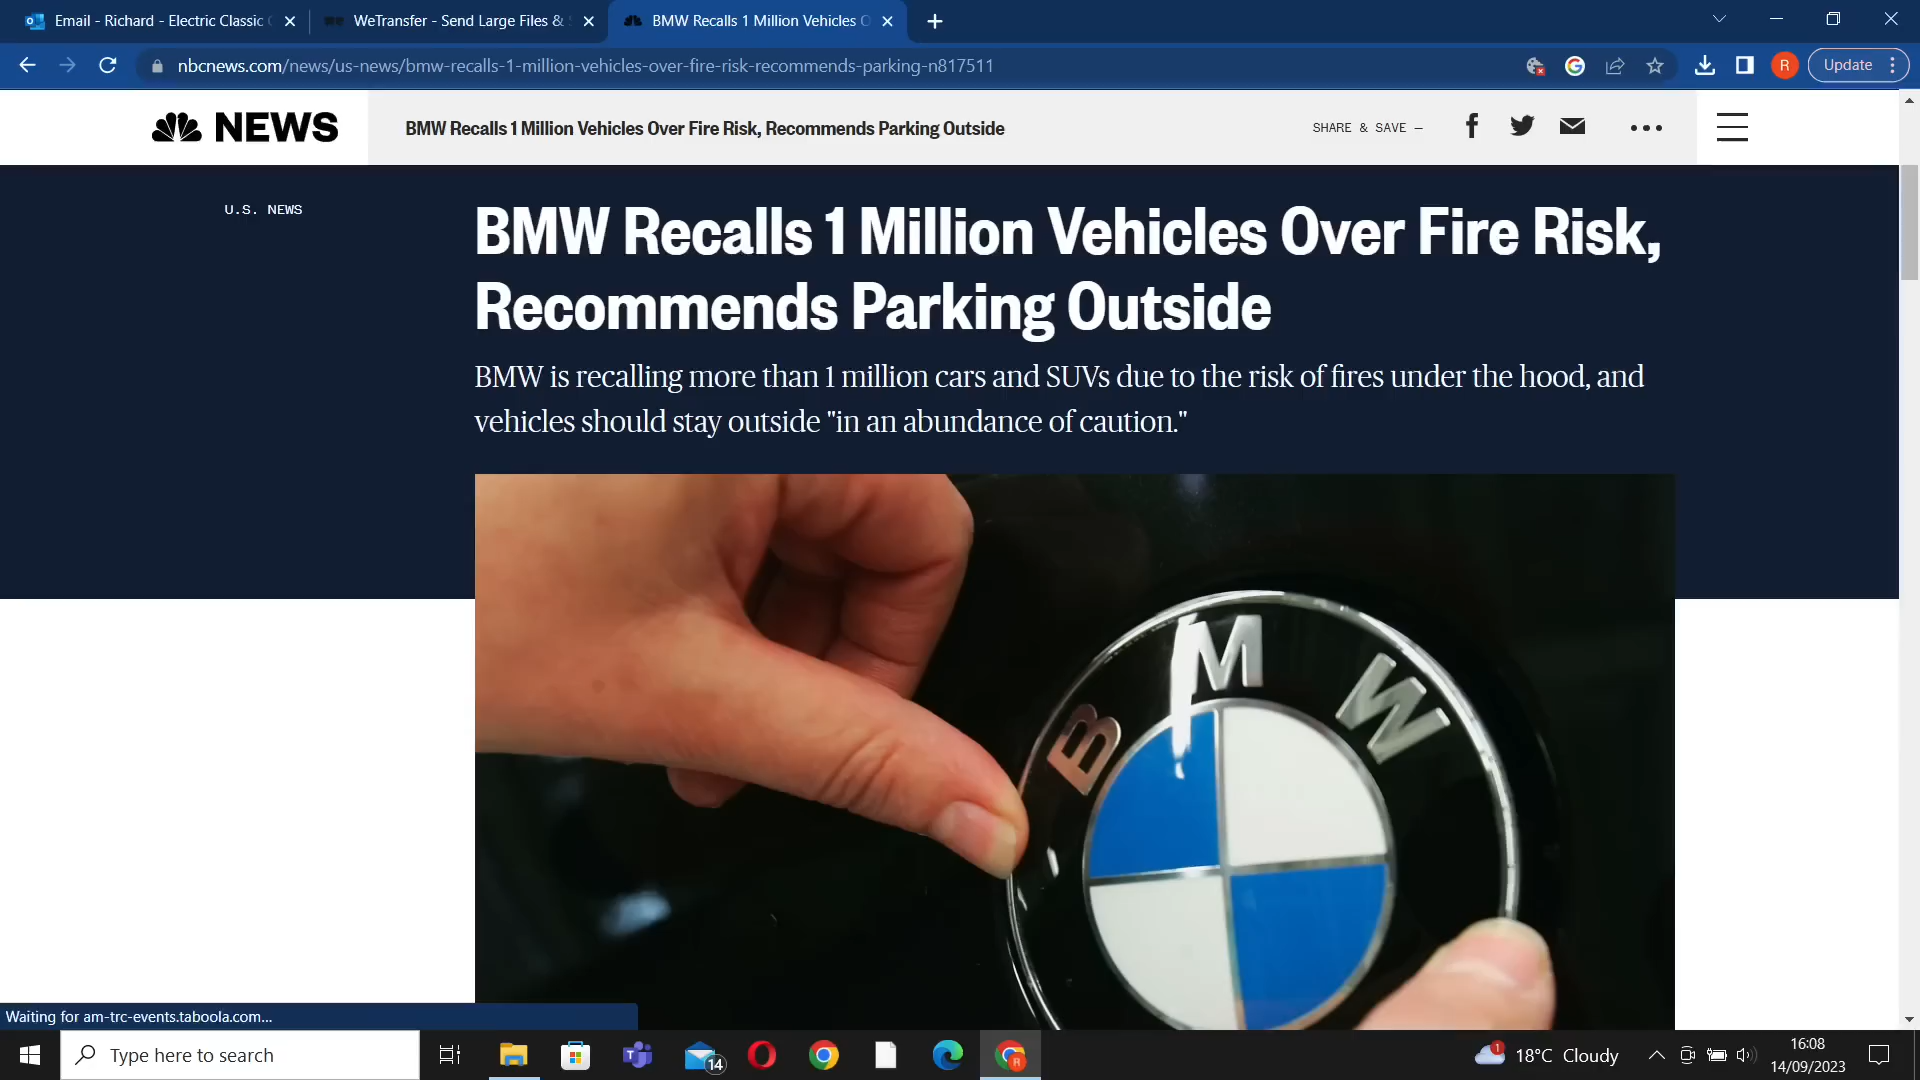 Email - Richard - Electric Classic
WeTransfer - Send Large Files &
BMW Recalls 1 Million Vehicles O
nbcnews.com/news/us-news/bmw-recalls-1-million-vehicles-over-fire-risk-recommends-parking-n817511
R
Update
NEWS
BMW Recalls 1 Million Vehicles Over Fire Risk, Recommends Parking Outside
SHARE & SAVE —
U.S. NEWS
BMW Recalls 1 Million Vehicles Over Fire Risk,
Recommends Parking Outside
BMW is recalling more than 1 million cars and SUVs due to the risk of fires under the hood, and
vehicles should stay outside "in an abundance of caution."
BMW
Waiting for am-trc-events.taboola.com...
Type here to search
14
R
1
18°C Cloudy
16:08
14/09/2023